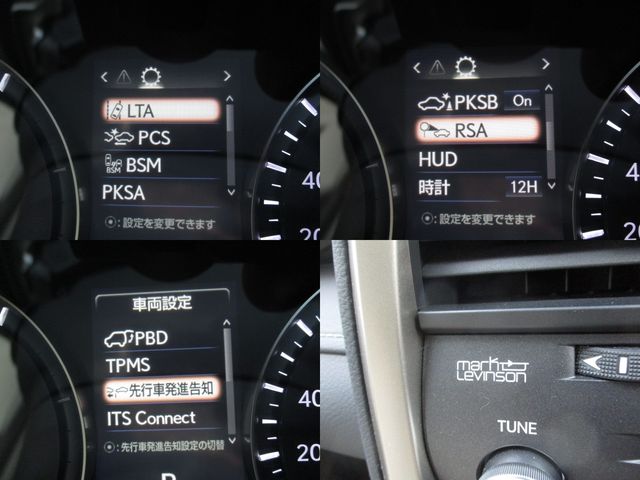 LTA
PCS
BSM
BSM
PKSA
:設定を変更できます
40
20
PKSB On
RSA
HUD
時計 12H
:設定を変更できます
40
20
車両設定
PBD
TPMS
先行車発進告知
ITS Connect
:先行車発進告知設定の切替
40
20
mark
Levinson
TUNE